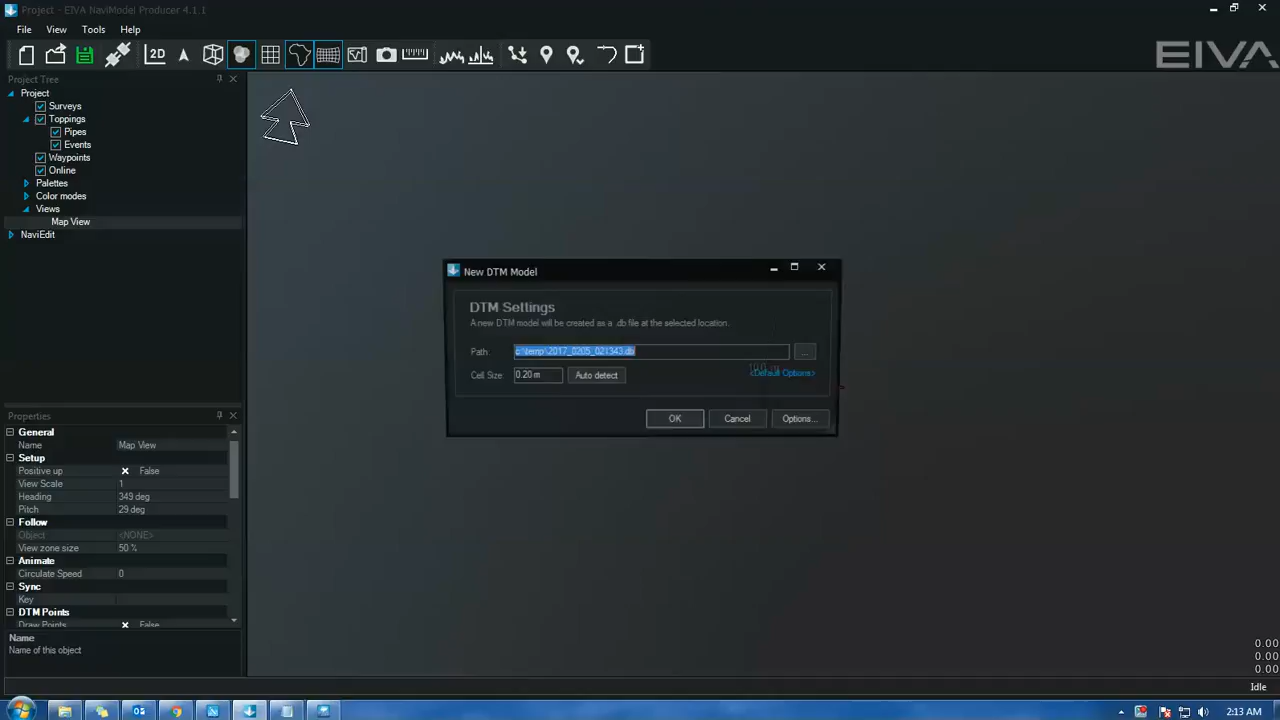 Project - EIVA NaviModel Producer 4.1.1
File View Tools Help
2D
EIVA
Project Tree
Project
Surveys
Toppings
Pipes
Events
Waypoints
Online
Palettes
Color modes
Views
Map View
NaviEdit
New DTM Model
DTM Settings
A new DTM model will be created as a .db file at the selected location.
Path c:\temp\2017_0205_021343.db ...
Cell Size 0.20 m Auto detect <Default Options>
OK Cancel Options...
Properties
General
Name Map View
Setup
Positive up False
View Scale 1
Heading 349 deg
Pitch 29 deg
Follow
Object <NONE>
View zone size 50 %
Animate
Circulate Speed 0
Sync
Key
DTM Points
Draw Points False
Name
Name of this object
0.00
0.00
0.00
Idle
2:13 AM